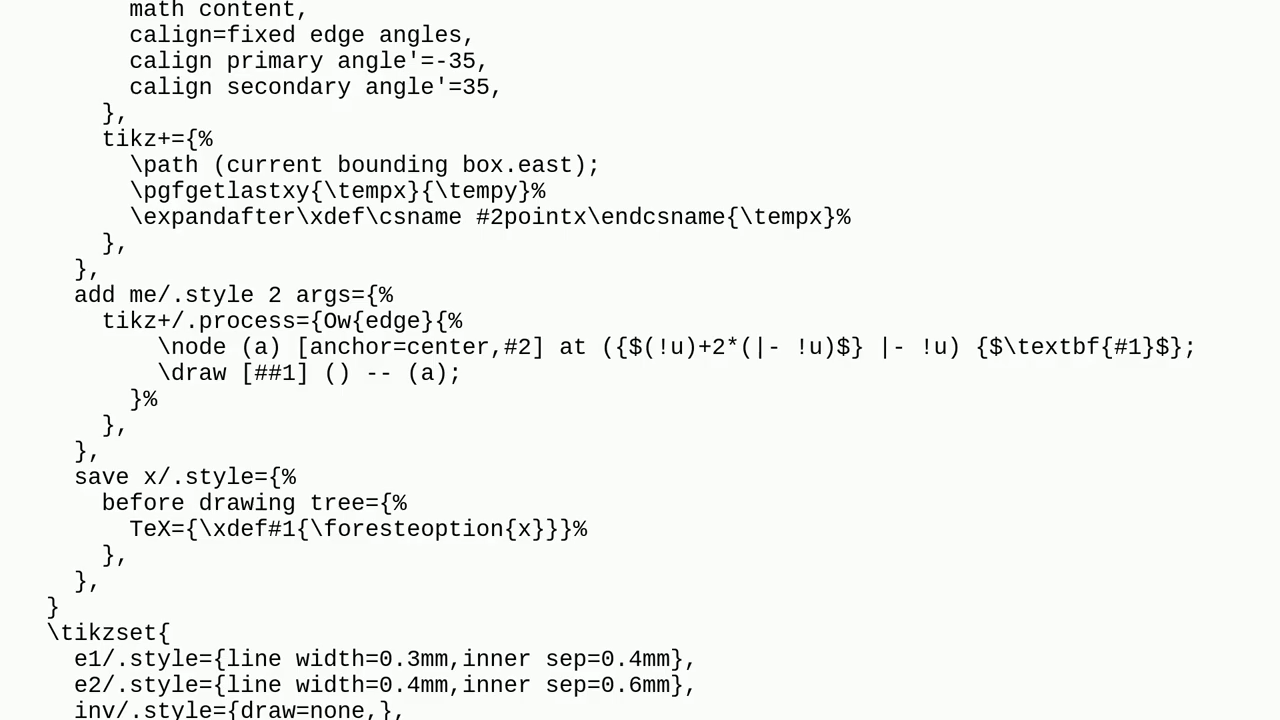 math content,
calign=fixed edge angles,
calign primary angle'=-35,
calign secondary angle'=35,
},
tikz+={%
\path (current bounding box.east);
\pgfgetlastxy{\tempx}{\tempy}%
\expandafter\xdef\csname #2pointx\endcsname{\tempx}%
},
},
add me/.style 2 args={%
tikz+/.process={Ow{edge}{%
\node (a) [anchor=center,#2] at ({$(!u)+2*(|- !u)$} |- !u) {$\textbf{#1}$};
\draw [##1] () -- (a);
}%
},
},
save x/.style={%
before drawing tree={%
TeX={\xdef#1{\foresteoption{x}}}%
},
},
}
\tikzset{
e1/.style={line width=0.3mm,inner sep=0.4mm},
e2/.style={line width=0.4mm,inner sep=0.6mm},
inv/.style={draw=none,},